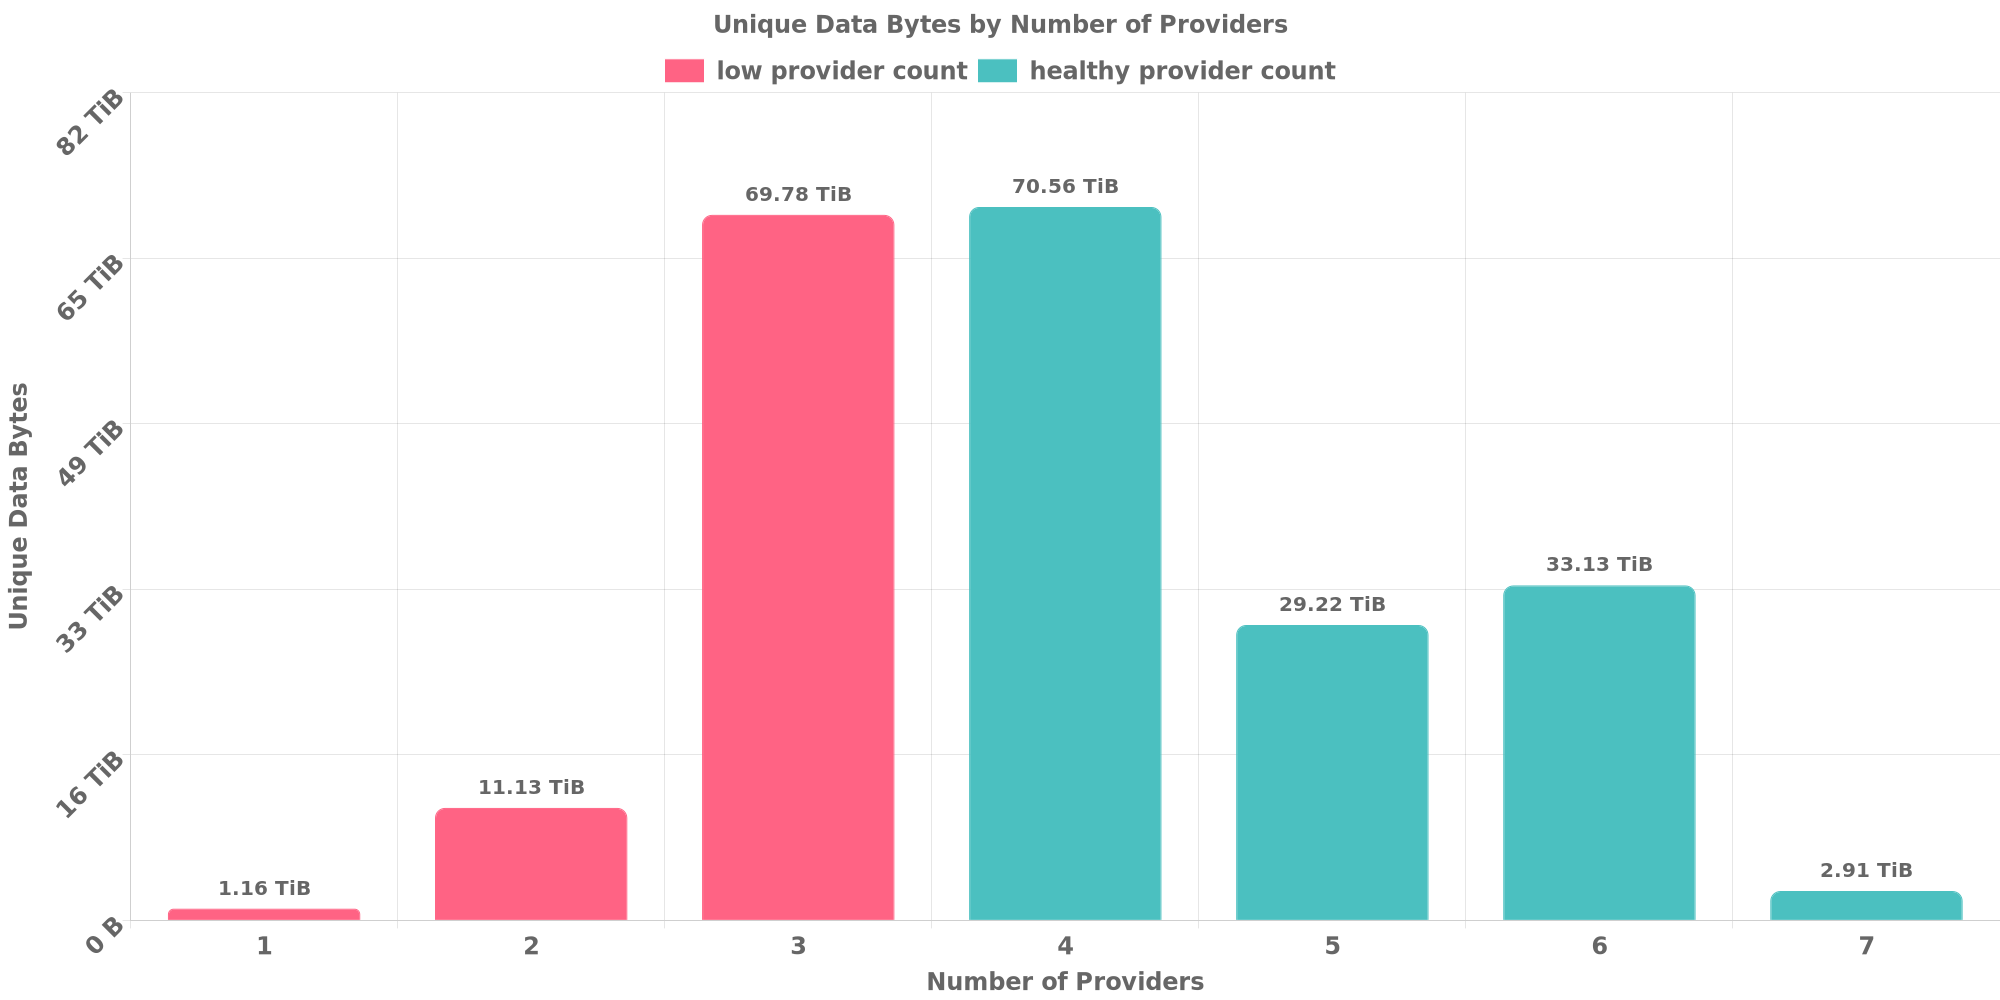 Unique Data Bytes by Number of Providers
low provider count healthy provider count
82 TiB
65 TiB
49 TiB
33 TiB
16 TiB
0 B
Unique Data Bytes
1.16 TiB
11.13 TiB
69.78 TiB
70.56 TiB
29.22 TiB
33.13 TiB
2.91 TiB
1 2 3 4 5 6 7
Number of Providers